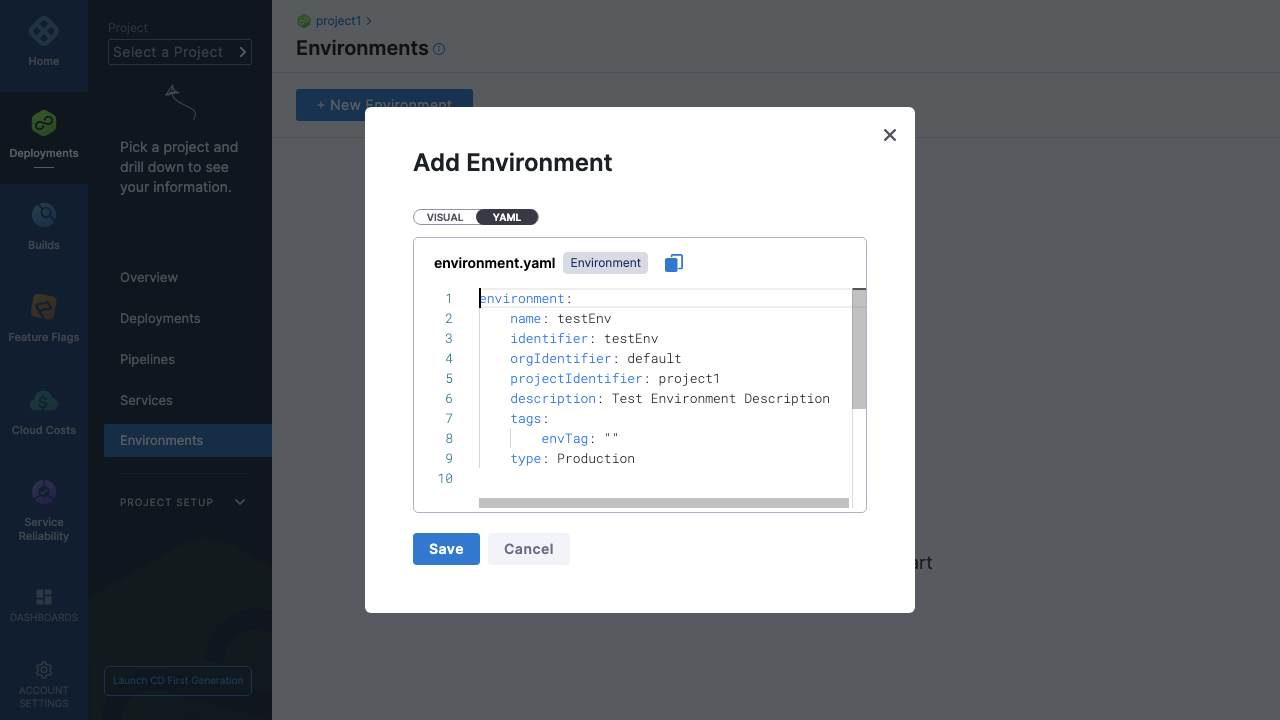 Home
Deployments
Builds
Feature Flags
Cloud Costs
Service
Reliability
DASHBOARDS
ACCOUNT
SETTINGS
Project
Select a Project
Pick a project and
drill down to see
your information.
Overview
Deployments
Pipelines
Services
Environments
PROJECT SETUP
Launch CD First Generation
project1
Environments
+ New Environment
Add Environment
VISUAL YAML
environment.yaml Environment
1 environment:
2 name: testEnv
3 identifier: testEnv
4 orgIdentifier: default
5 projectIdentifier: project1
6 description: Test Environment Description
7 tags:
8 envTag: ""
9 type: Production
10
Save Cancel